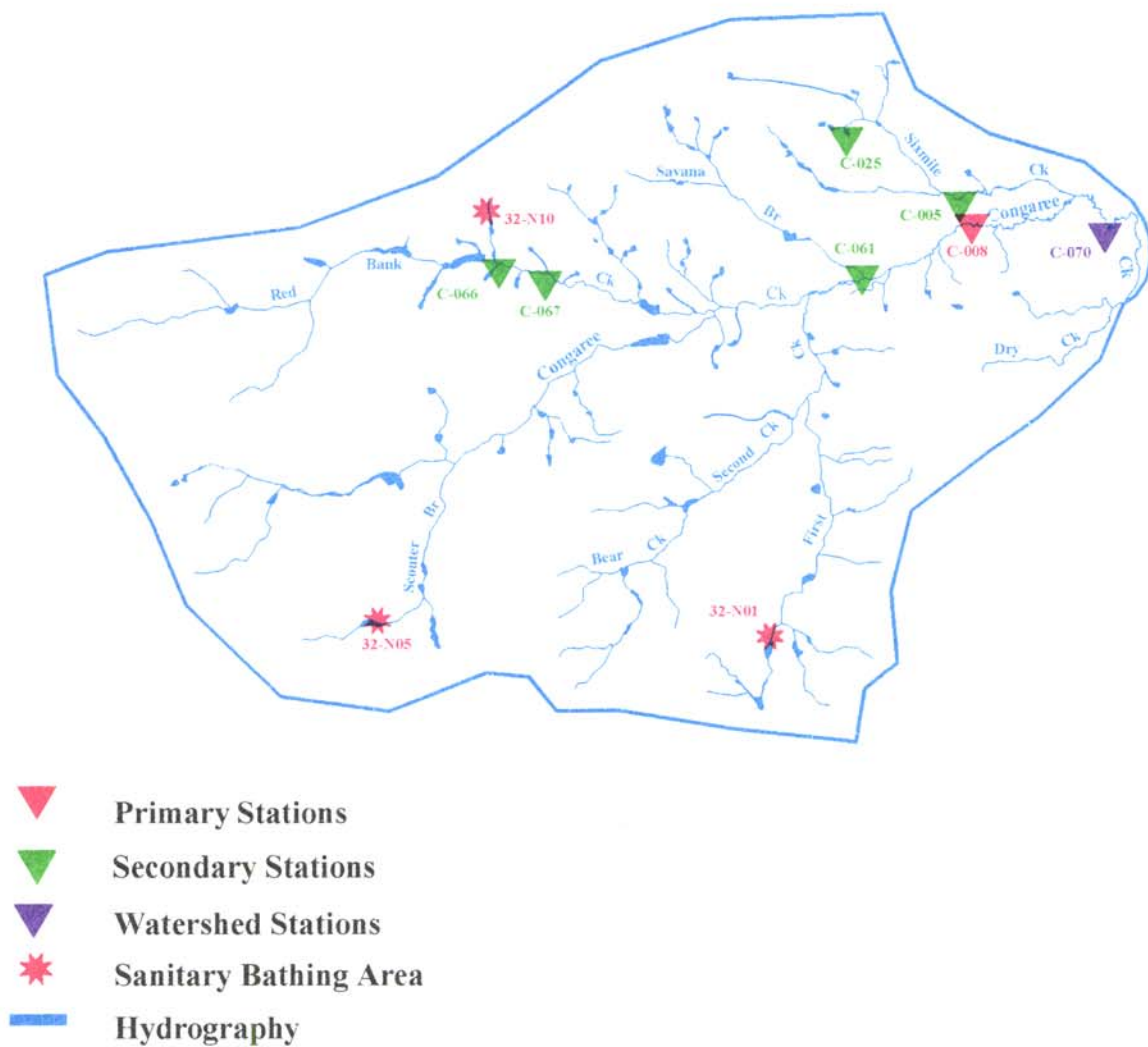 Sixmile
C-025
Ck
Savana
Congaree
C-005
32-N10
Br
C-061
C-008
C-070
Bank
Ck
C-066
Red
Ck
C-067
Ck
Ck
Dry
Congaree
Ck
Ck
Second
Br
First
Bear
Ck
Scouter
32-N01
32-N05
Primary Stations
Secondary Stations
Watershed Stations
Sanitary Bathing Area
Hydrography